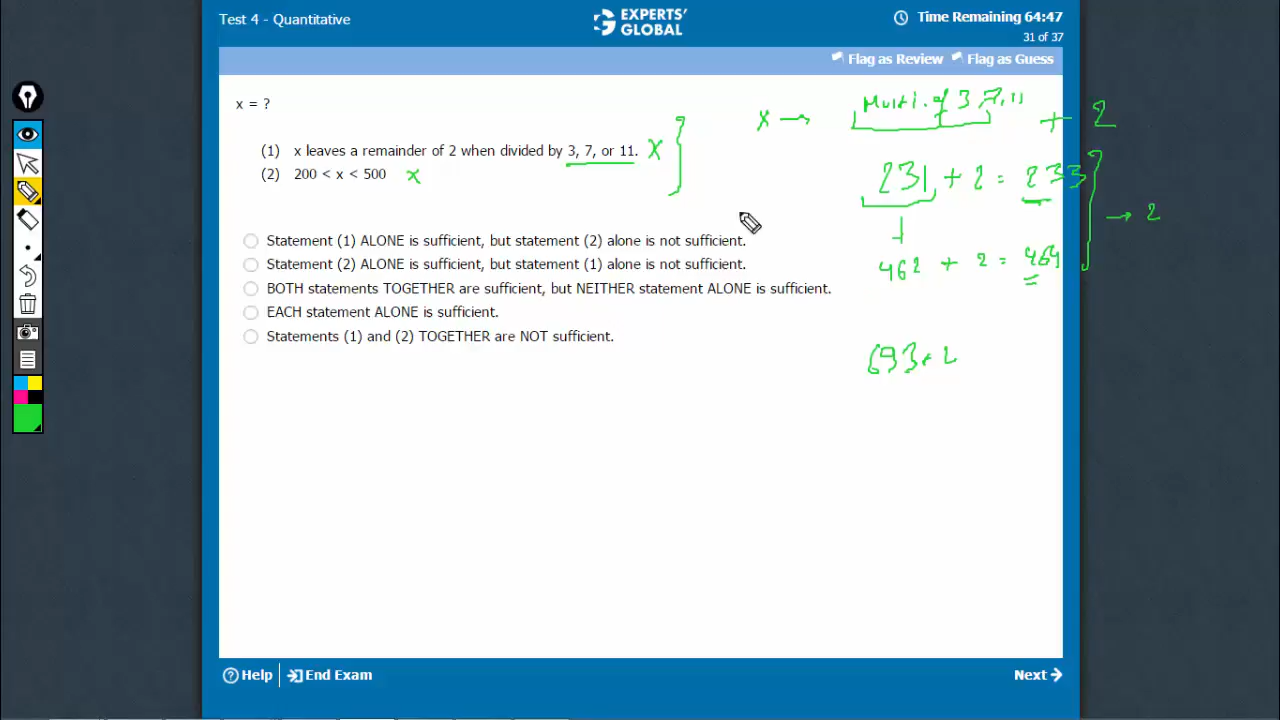 Test 4 - Quantitative
EXPERTS' GLOBAL
Time Remaining 64:47
31 of 37
Flag as Review
Flag as Guess
x = ?
(1) x leaves a remainder of 2 when divided by 3, 7, or 11. X
(2) 200 < x < 500 x
x → Multi. of 3, 7, 11 + 2
231 + 2 = 233
→ 2
462 + 2 = 464
693 + 2
Statement (1) ALONE is sufficient, but statement (2) alone is not sufficient.
Statement (2) ALONE is sufficient, but statement (1) alone is not sufficient.
BOTH statements TOGETHER are sufficient, but NEITHER statement ALONE is sufficient.
EACH statement ALONE is sufficient.
Statements (1) and (2) TOGETHER are NOT sufficient.
Help
End Exam
Next